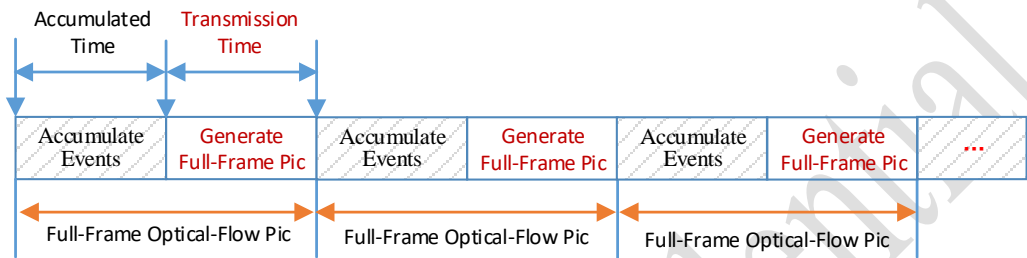 Accumulated
Time
Transmission
Time
Accumulate
Events
Generate
Full-Frame Pic
Accumulate
Events
Generate
Full-Frame Pic
Accumulate
Events
Generate
Full-Frame Pic
...
Full-Frame Optical-Flow Pic
Full-Frame Optical-Flow Pic
Full-Frame Optical-Flow Pic